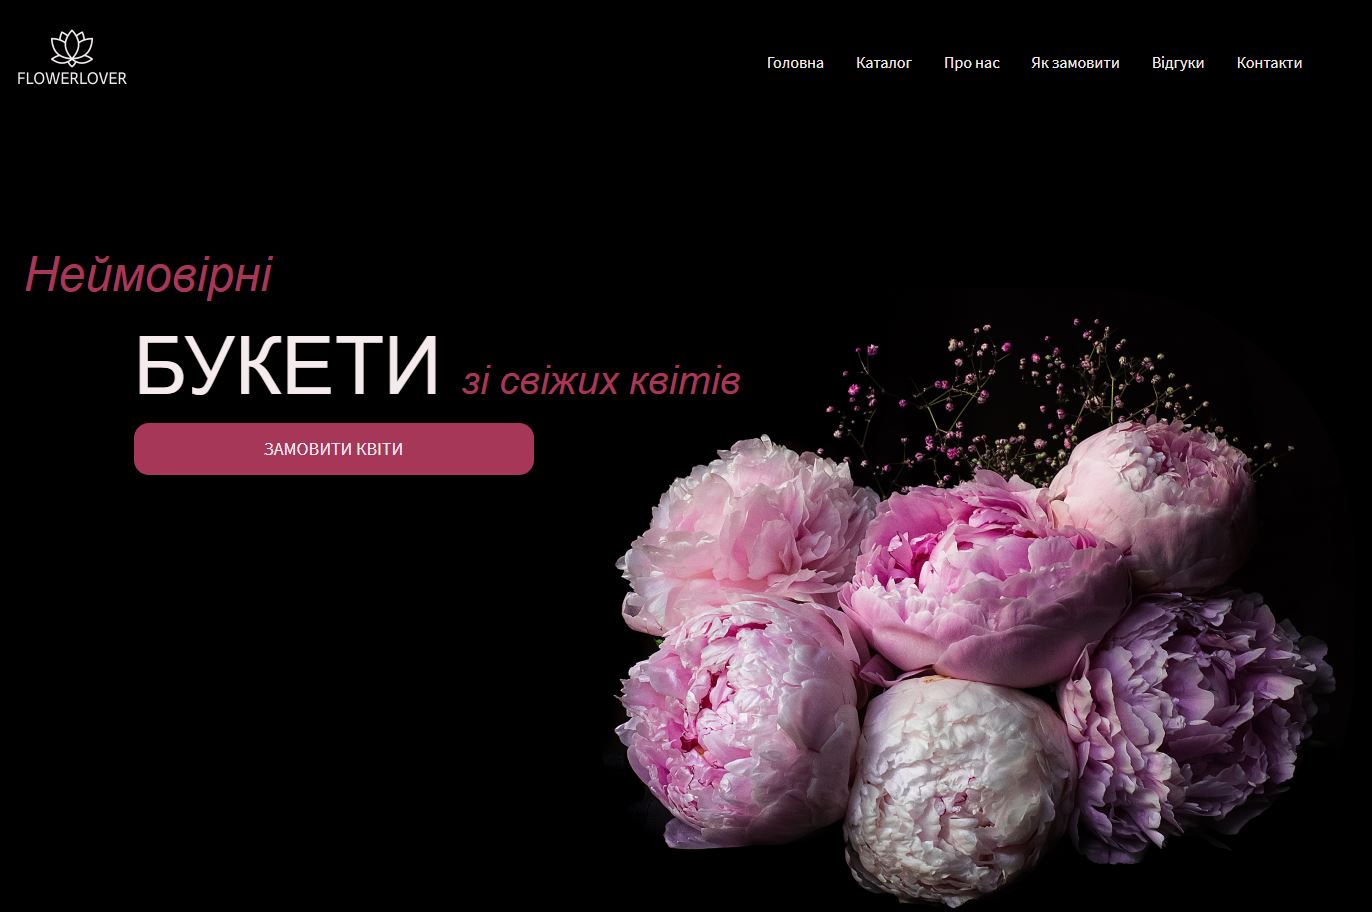 FLOWERLOVER
Головна Каталог Про нас Як замовити Відгуки Контакти
Неймовірні
БУКЕТИ зі свіжих квітів
ЗАМОВИТИ КВІТИ